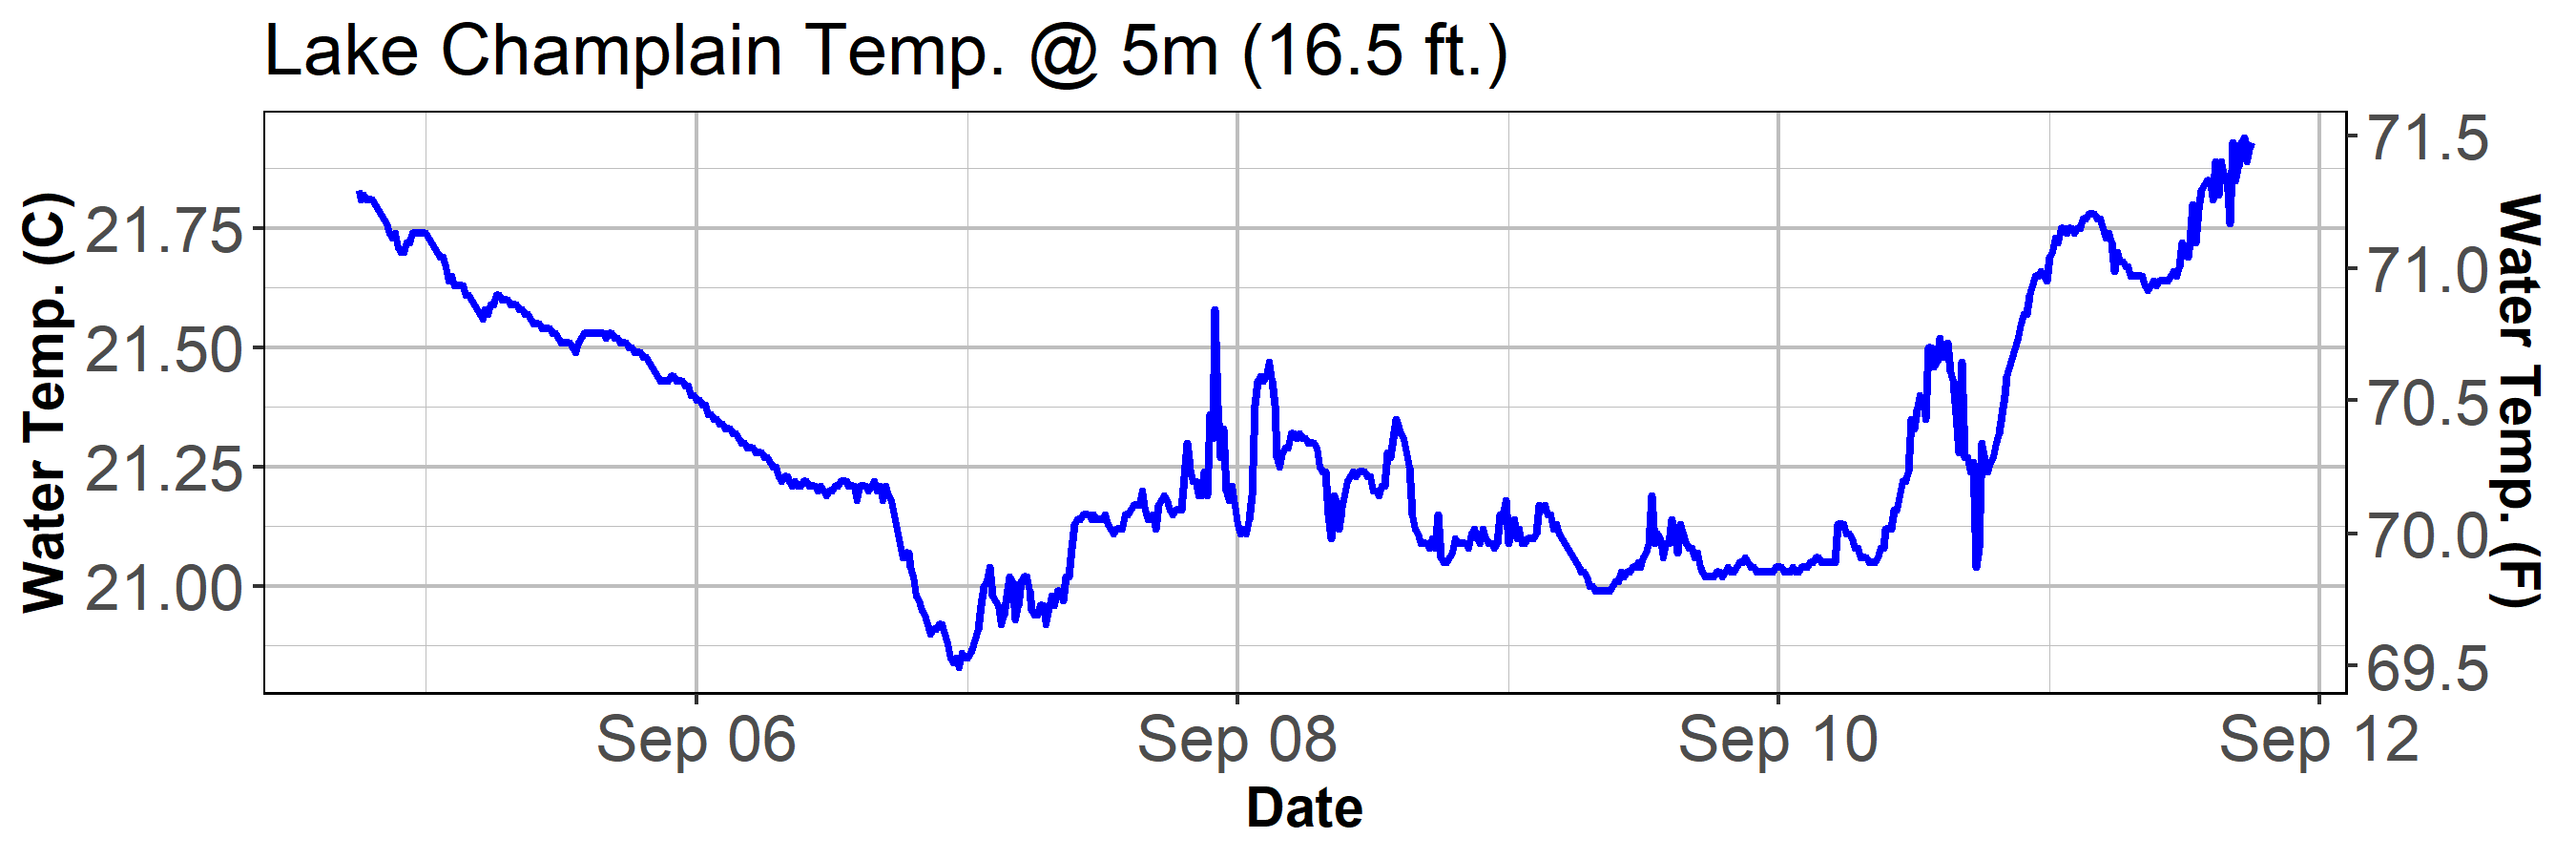 Lake Champlain Temp. @ 5m (16.5 ft.)
Water Temp. (C)
21.75
21.50
21.25
21.00
71.5
71.0
70.5
70.0
69.5
Water Temp. (F)
Sep 06 Sep 08 Sep 10 Sep 12
Date